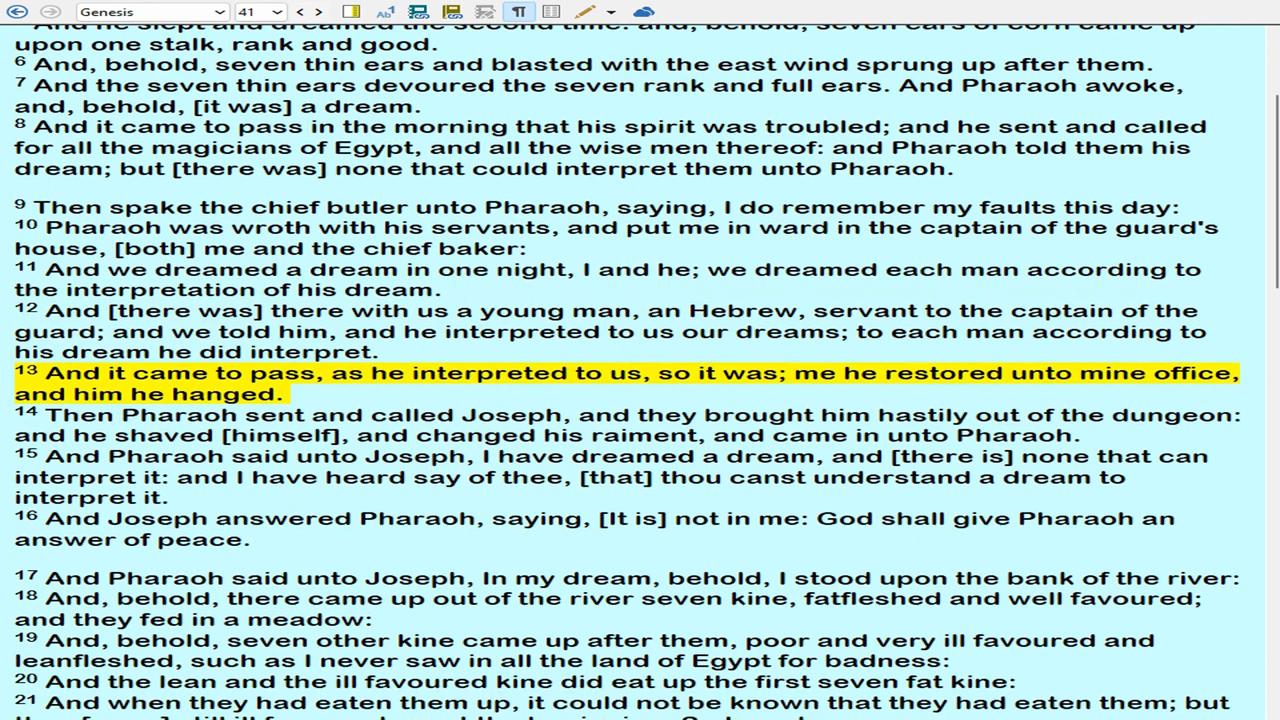 Genesis 41 < >
And he slept and dreamed the second time: and, behold, seven ears of corn came up
upon one stalk, rank and good.
6 And, behold, seven thin ears and blasted with the east wind sprung up after them.
7 And the seven thin ears devoured the seven rank and full ears. And Pharaoh awoke,
and, behold, [it was] a dream.
8 And it came to pass in the morning that his spirit was troubled; and he sent and called
for all the magicians of Egypt, and all the wise men thereof: and Pharaoh told them his
dream; but [there was] none that could interpret them unto Pharaoh.
9 Then spake the chief butler unto Pharaoh, saying, I do remember my faults this day:
10 Pharaoh was wroth with his servants, and put me in ward in the captain of the guard's
house, [both] me and the chief baker:
11 And we dreamed a dream in one night, I and he; we dreamed each man according to
the interpretation of his dream.
12 And [there was] there with us a young man, an Hebrew, servant to the captain of the
guard; and we told him, and he interpreted to us our dreams; to each man according to
his dream he did interpret.
13 And it came to pass, as he interpreted to us, so it was; me he restored unto mine office,
and him he hanged.
14 Then Pharaoh sent and called Joseph, and they brought him hastily out of the dungeon:
and he shaved [himself], and changed his raiment, and came in unto Pharaoh.
15 And Pharaoh said unto Joseph, I have dreamed a dream, and [there is] none that can
interpret it: and I have heard say of thee, [that] thou canst understand a dream to
interpret it.
16 And Joseph answered Pharaoh, saying, [It is] not in me: God shall give Pharaoh an
answer of peace.
17 And Pharaoh said unto Joseph, In my dream, behold, I stood upon the bank of the river:
18 And, behold, there came up out of the river seven kine, fatfleshed and well favoured;
and they fed in a meadow:
19 And, behold, seven other kine came up after them, poor and very ill favoured and
leanfleshed, such as I never saw in all the land of Egypt for badness:
20 And the lean and the ill favoured kine did eat up the first seven fat kine:
21 And when they had eaten them up, it could not be known that they had eaten them; but